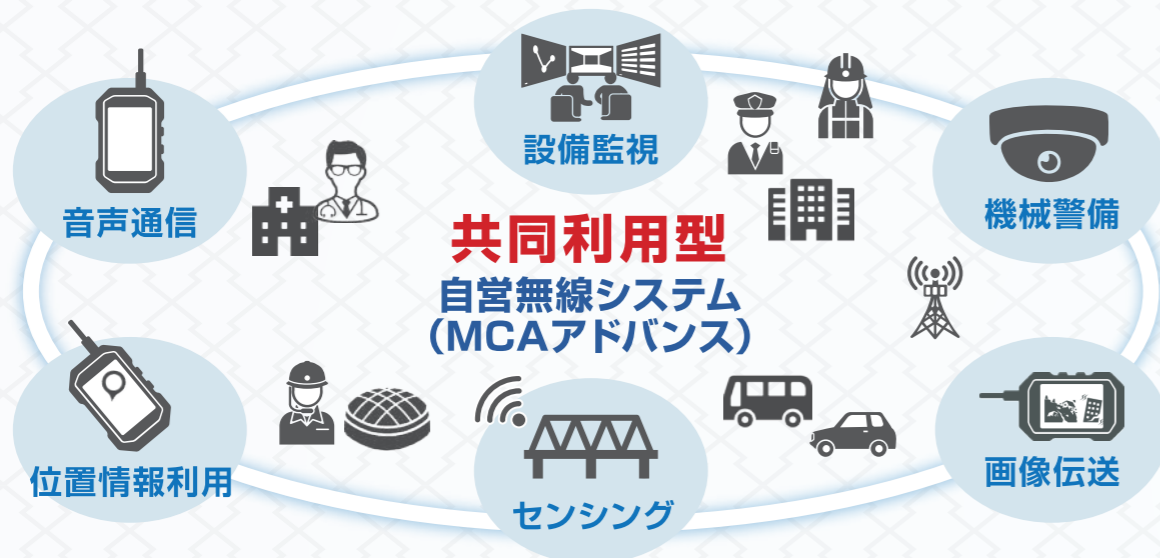 設備監視
音声通信
機械警備
共同利用型
自営無線システム
（MCAアドバンス）
位置情報利用
画像伝送
センシング